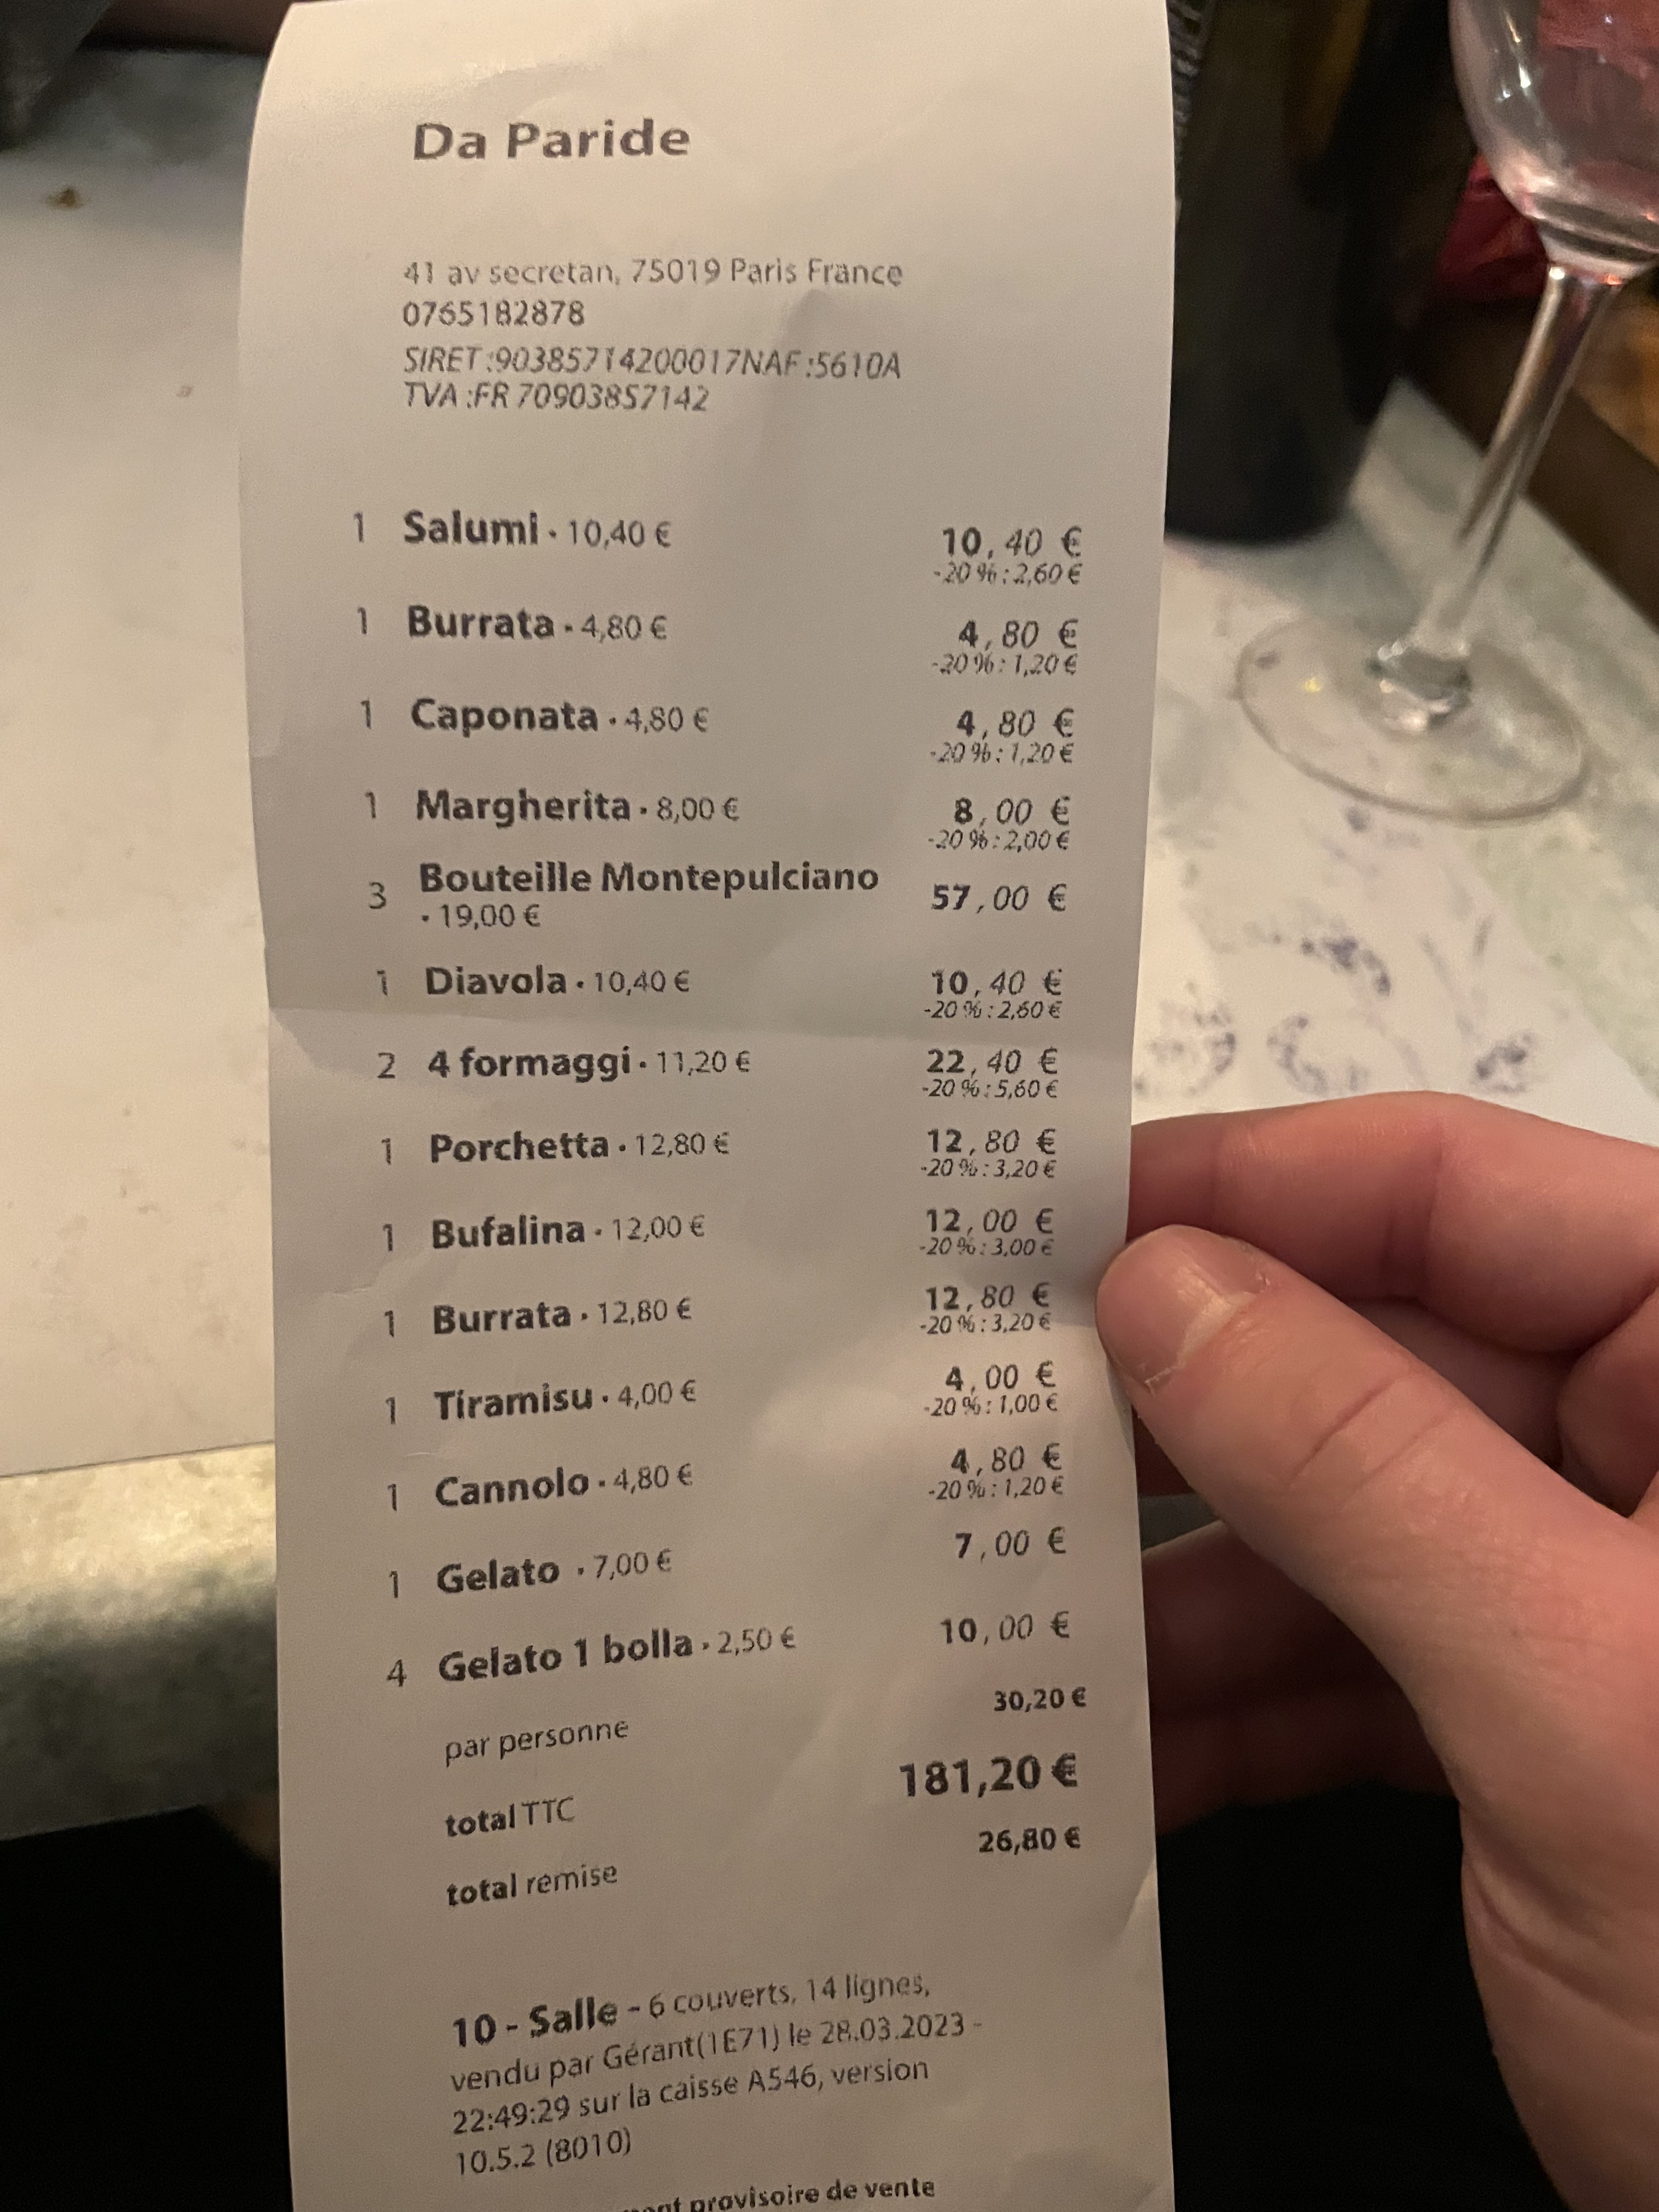 Da Paride
41 av secretan, 75019 Paris France
0765182878
SIRET :90385714200017NAF :5610A
TVA :FR 70903857142
1 Salumi · 10,40 € 10,40 €
-20 % : 2,60 €
1 Burrata · 4,80 € 4,80 €
-20 % : 1,20 €
1 Caponata · 4,80 € 4,80 €
-20 % : 1,20 €
1 Margherita · 8,00 € 8,00 €
-20 % : 2,00 €
3 Bouteille Montepulciano 57,00 €
· 19,00 €
1 Diavola · 10,40 € 10,40 €
-20 % : 2,60 €
2 4 formaggi · 11,20 € 22,40 €
-20 % : 5,60 €
1 Porchetta · 12,80 € 12,80 €
-20 % : 3,20 €
1 Bufalina · 12,00 € 12,00 €
-20 % : 3,00 €
1 Burrata · 12,80 € 12,80 €
-20 % : 3,20 €
1 Tiramisu · 4,00 € 4,00 €
-20 % : 1,00 €
1 Cannolo · 4,80 € 4,80 €
-20 % : 1,20 €
1 Gelato · 7,00 € 7,00 €
4 Gelato 1 bolla · 2,50 € 10,00 €
par personne 30,20 €
total TTC 181,20 €
total remise 26,80 €
10 - Salle - 6 couverts, 14 lignes,
vendu par Gérant(1E71) le 28.03.2023 -
22:49:29 sur la caisse A546, version
10.5.2 (8010)
provisoire de vente